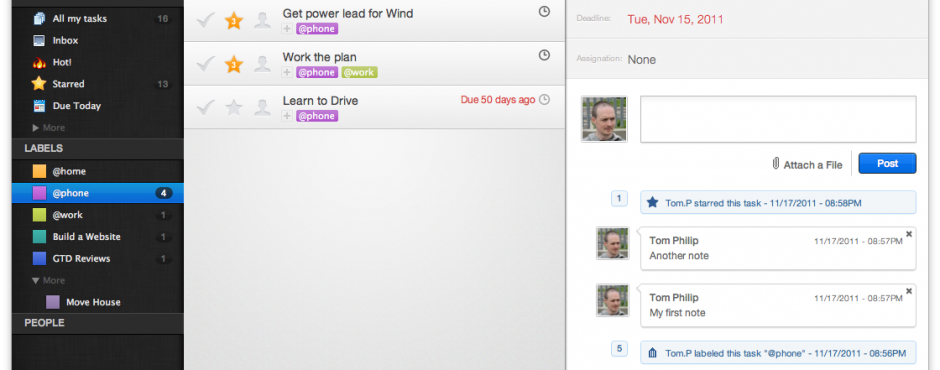 All my tasks 16
Inbox
Hot!
Starred 13
Due Today
More
LABELS
@home
@phone 4
@work 1
Build a Website 1
GTD Reviews 1
More
Move House
PEOPLE
Get power lead for Wind
3
+ @phone
Work the plan
3
+ @phone @work
Learn to Drive
Due 50 days ago
+ @phone
Deadline: Tue, Nov 15, 2011
Assignation: None
Attach a File
Post
1
Tom.P starred this task - 11/17/2011 - 08:58PM
Tom Philip 11/17/2011 - 08:57PM
Another note
Tom Philip 11/17/2011 - 08:57PM
My first note
5
Tom.P labeled this task "@phone" - 11/17/2011 - 08:56PM